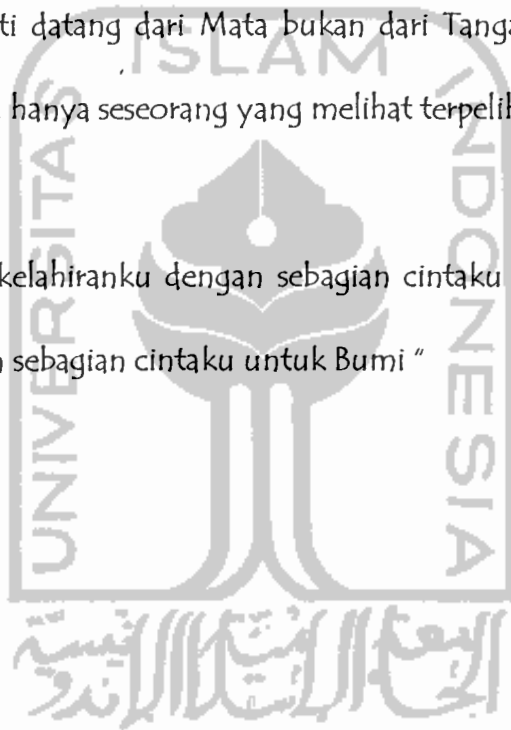 ti datang dari Mata bukan dari Tanga
ISLAM
hanya seseorang yang melihat terpelih
UNIVERSITAS
INDONESIA
kelahiranku dengan sebagian cintaku
sebagian cintaku untuk Bumi “